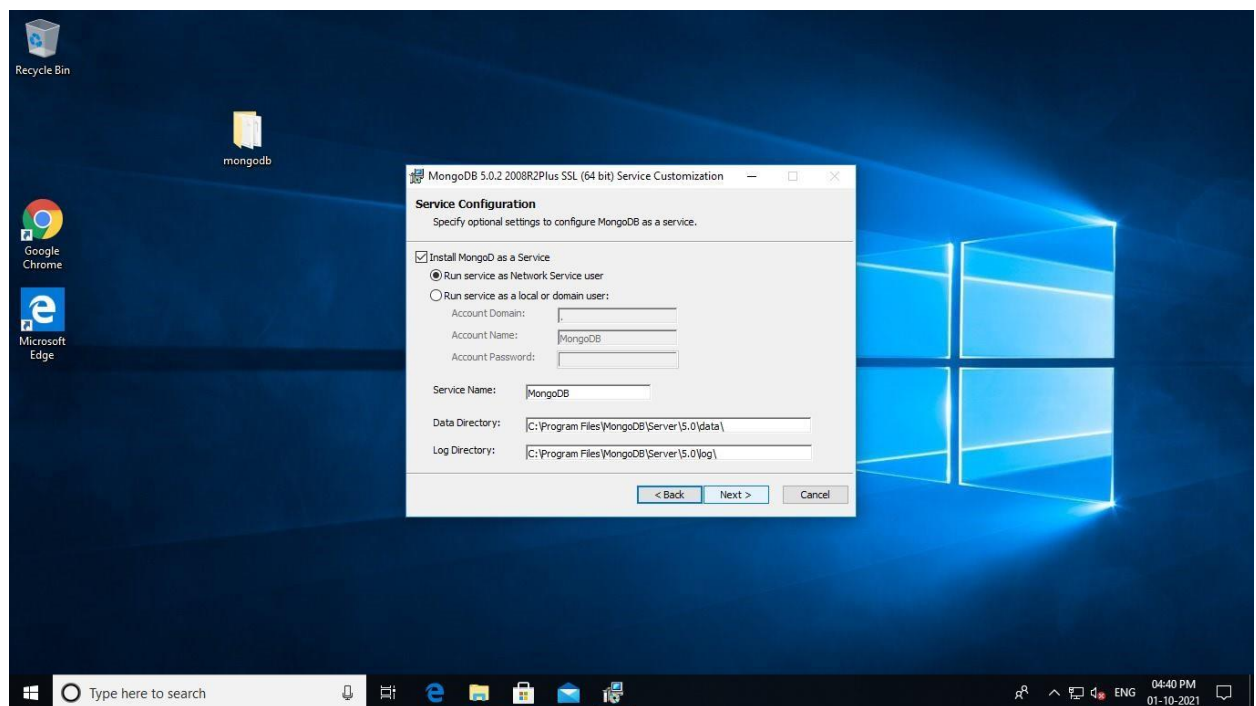 Recycle Bin
mongodb
Google
Chrome
Microsoft
Edge
MongoDB 5.0.2 2008R2Plus SSL (64 bit) Service Customization
Service Configuration
Specify optional settings to configure MongoDB as a service.
Install MongoD as a Service
Run service as Network Service user
Run service as a local or domain user:
Account Domain:
.
Account Name:
MongoDB
Account Password:
Service Name:
MongoDB
Data Directory:
C:\Program Files\MongoDB\Server\5.0\data\
Log Directory:
C:\Program Files\MongoDB\Server\5.0\log\
< Back
Next >
Cancel
Type here to search
ENG
04:40 PM
01-10-2021